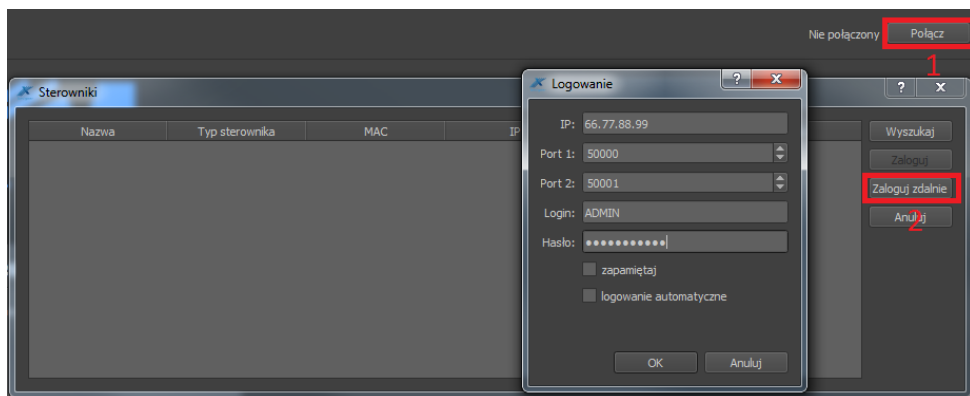 Nie połączony Połącz
1
Sterowniki
Nazwa Typ sterownika MAC IP
Wyszukaj
Zaloguj
Zaloguj zdalnie
Anuluj
2
Logowanie ? X
IP: 66.77.88.99
Port 1: 50000
Port 2: 50001
Login: ADMIN
Hasło: ●●●●●●●●●●●
zapamiętaj
logowanie automatyczne
OK Anuluj
? X